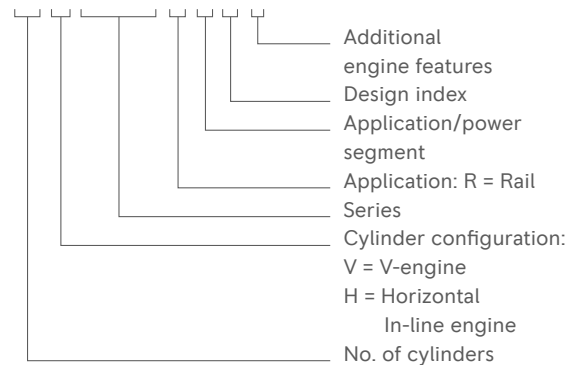 Additional
engine features
Design index
Application/power
segment
Application: R = Rail
Series
Cylinder configuration:
V = V-engine
H = Horizontal
In-line engine
No. of cylinders